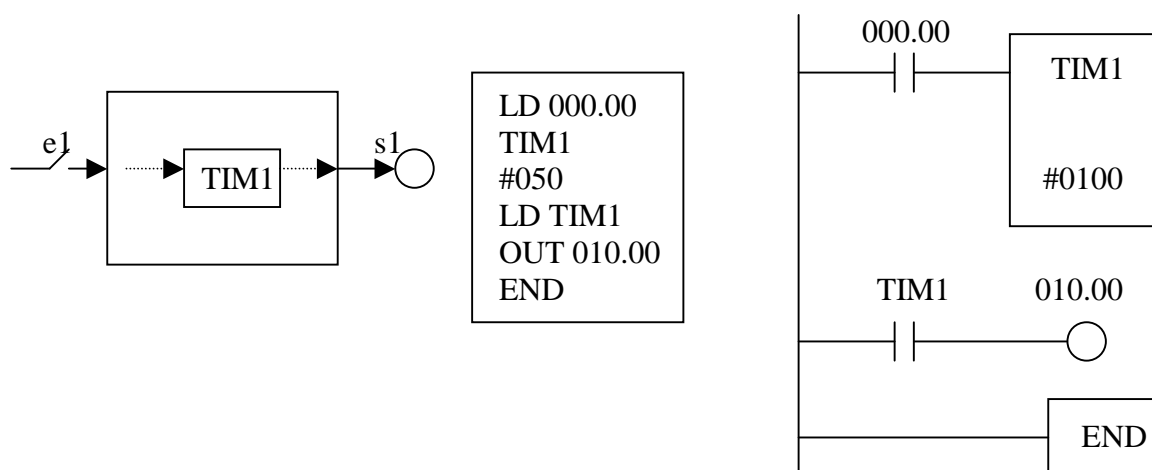 e1
TIM1
s1
LD 000.00
TIM1
#050
LD TIM1
OUT 010.00
END
000.00
TIM1
#0100
TIM1 010.00
END